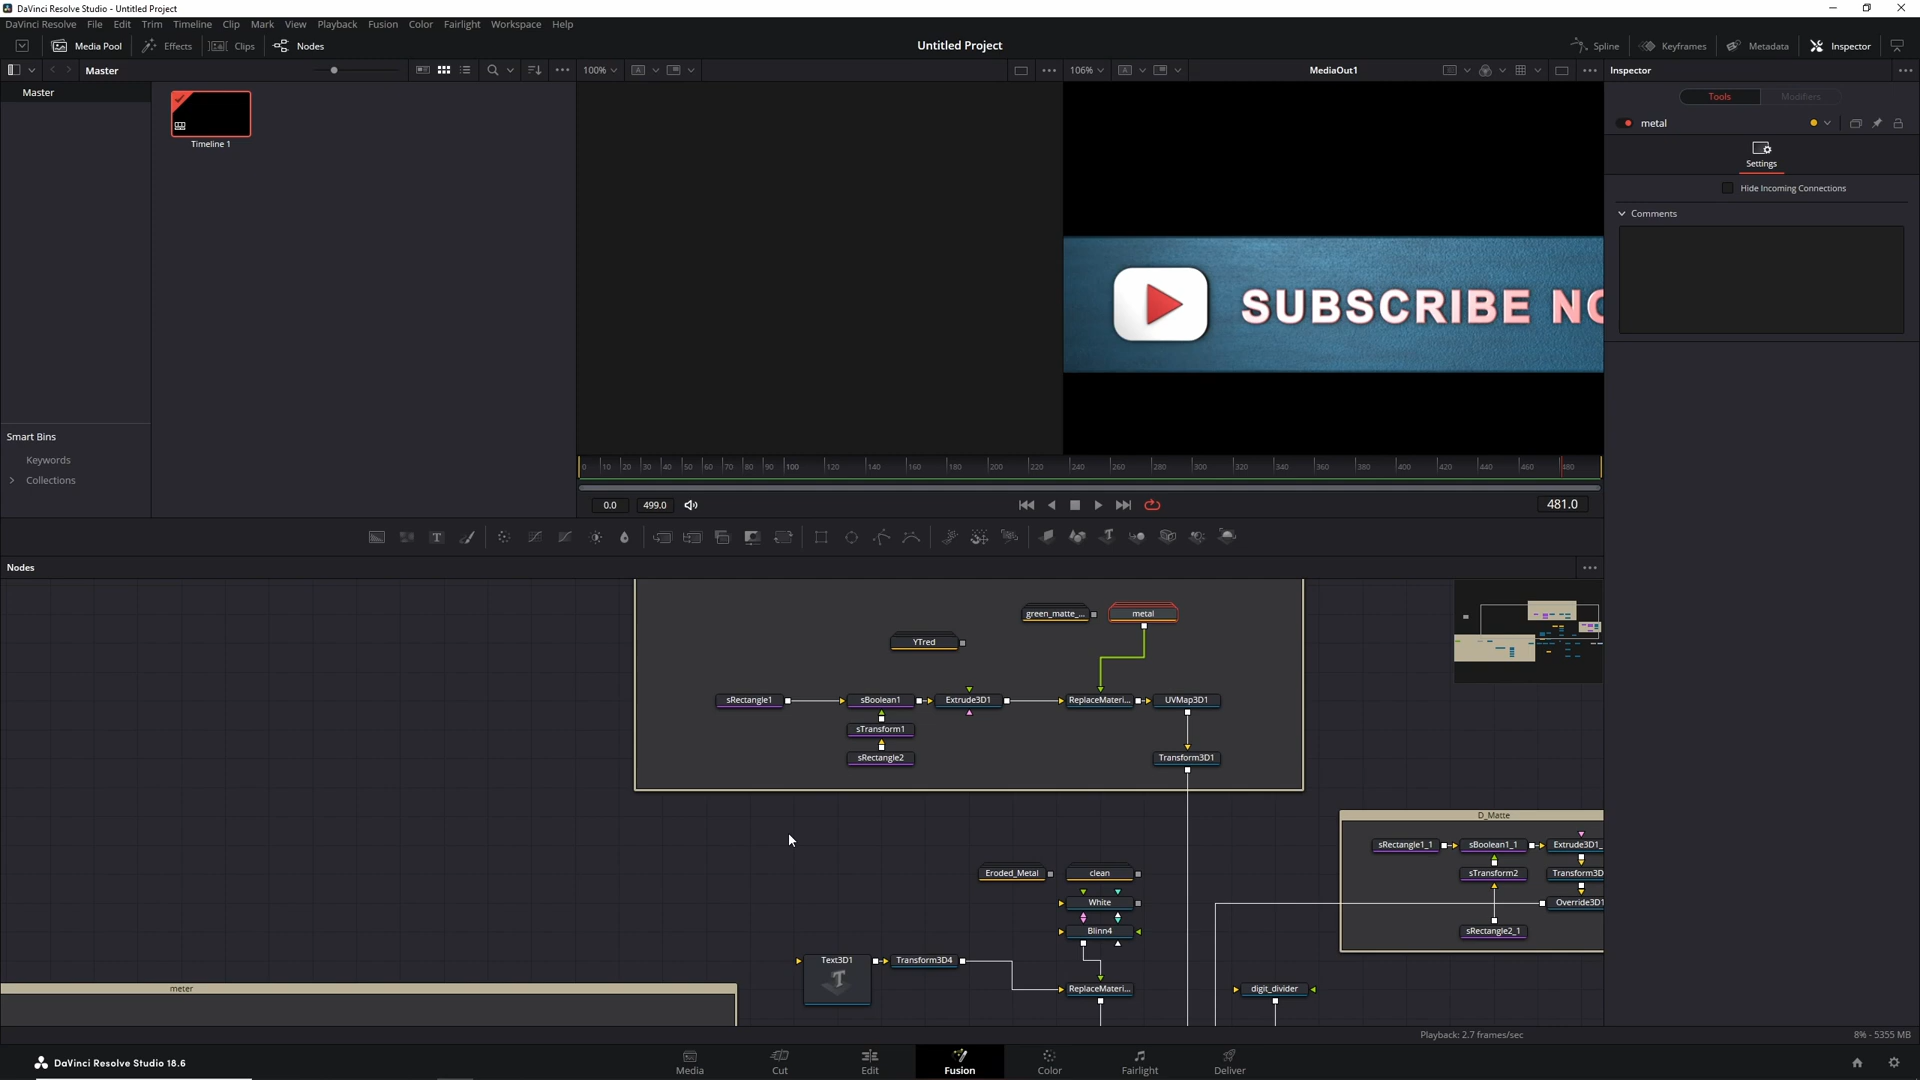 DaVinci Resolve Studio - Untitled Project
DaVinci Resolve File Edit Trim Timeline Clip Mark View Playback Fusion Color Fairlight Workspace Help
Media Pool Effects Clips Nodes Untitled Project Spline Keyframes Metadata Inspector
Master 100% 106% MediaOut1 Inspector
Master
Timeline 1
Tools Modifiers
metal
Settings
Hide Incoming Connections
Comments
SUBSCRIBE NO
Smart Bins
Keywords
Collections
0 10 20 30 40 50 60 70 80 90 100 120 140 160 180 200 220 240 260 280 300 320 340 360 380 400 420 440 460 480
0.0 499.0 481.0
Nodes
green_matte_... metal
YTred
sRectangle1 sBoolean1 Extrude3D1 ReplaceMateri... UVMap3D1
sTransform1
sRectangle2 Transform3D1
D_Matte
sRectangle1_1 sBoolean1_1 Extrude3D1_
Eroded_Metal clean sTransform2 Transform3D
White Override3D1
Blinn4 sRectangle2_1
Text3D1 Transform3D4
T
meter ReplaceMateri... digit_divider
Playback: 2.7 frames/sec 8% - 5355 MB
DaVinci Resolve Studio 18.6 Media Cut Edit Fusion Color Fairlight Deliver